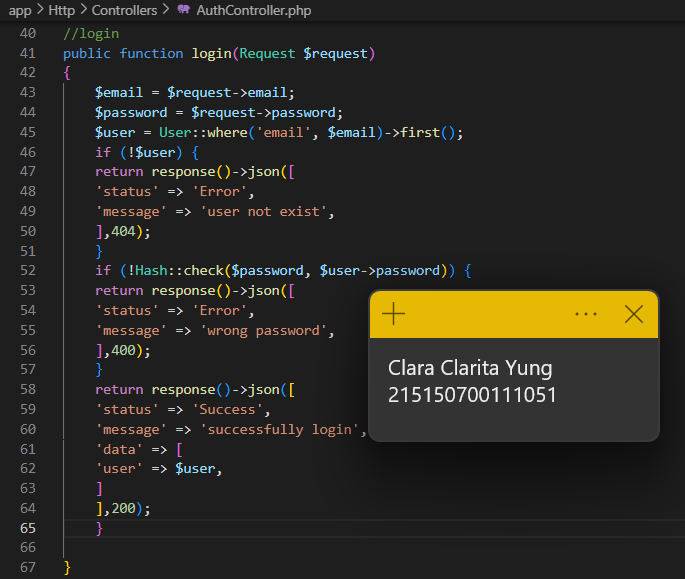 app > Http > Controllers > AuthController.php
40 //login
41 public function login(Request $request)
42 {
43 $email = $request->email;
44 $password = $request->password;
45 $user = User::where('email', $email)->first();
46 if (!$user) {
47 return response()->json([
48 'status' => 'Error',
49 'message' => 'user not exist',
50 ],404);
51 }
52 if (!Hash::check($password, $user->password)) {
53 return response()->json([
54 'status' => 'Error',
55 'message' => 'wrong password',
56 ],400);
57 }
58 return response()->json([
59 'status' => 'Success',
60 'message' => 'successfully login',
61 'data' => [
62 'user' => $user,
63 ]
64 ],200);
65 }
66
67 }
Clara Clarita Yung
215150700111051